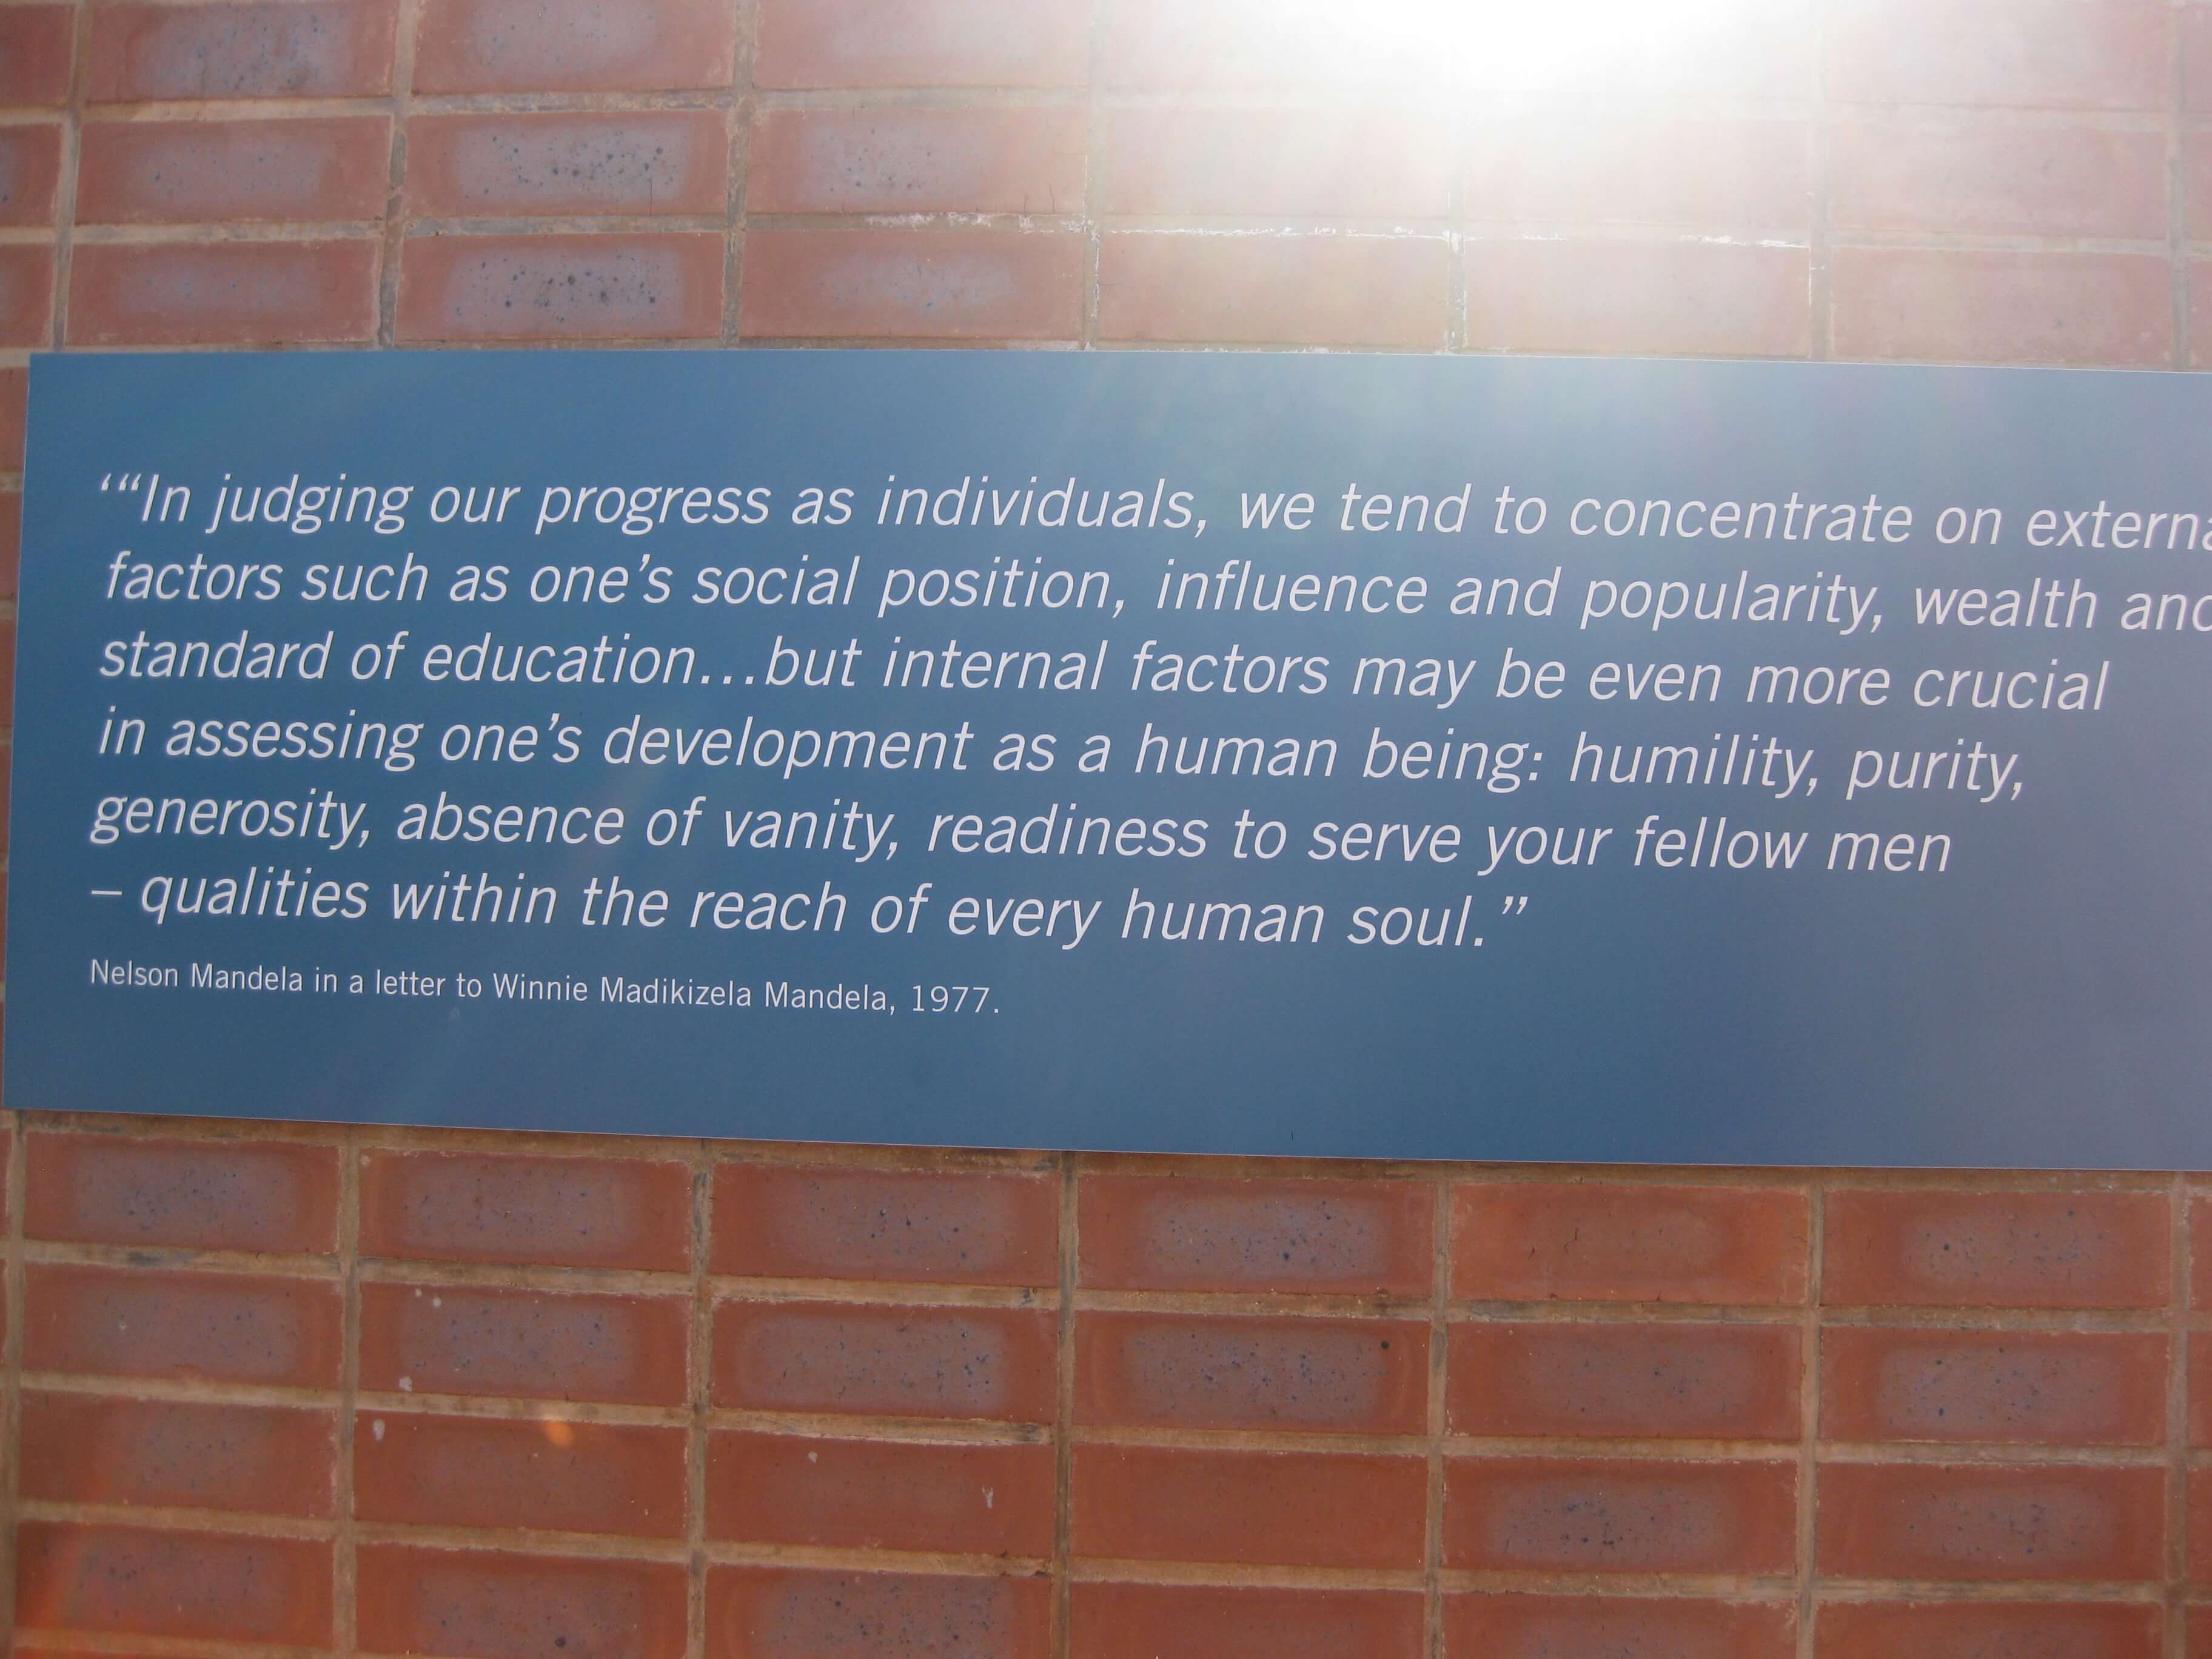 ‘“In judging our progress as individuals, we tend to concentrate on externa
factors such as one’s social position, influence and popularity, wealth and
standard of education...but internal factors may be even more crucial
in assessing one’s development as a human being: humility, purity,
generosity, absence of vanity, readiness to serve your fellow men
– qualities within the reach of every human soul.”
Nelson Mandela in a letter to Winnie Madikizela Mandela, 1977.